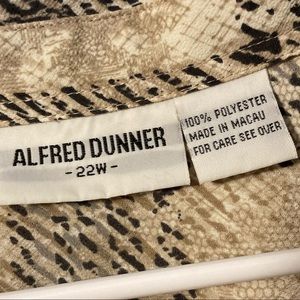 ALFRED DUNNER
- 22W -
100% POLYESTER
MADE IN MACAU
FOR CARE SEE OVER